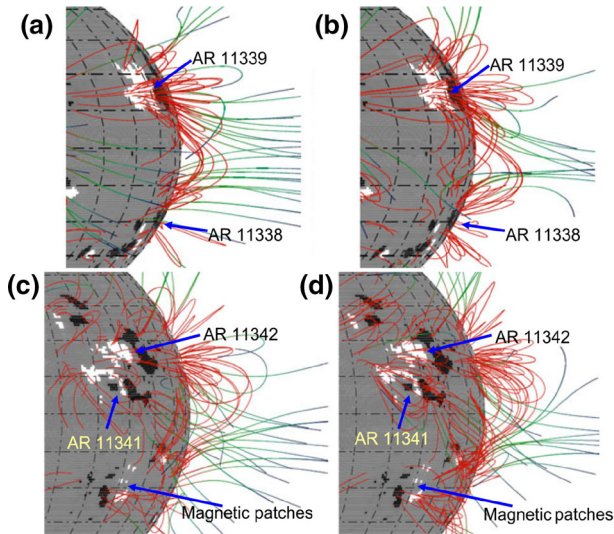 (a)
AR 11339
AR 11338
(b)
AR 11339
AR 11338
(c)
AR 11342
AR 11341
Magnetic patches
(d)
AR 11342
AR 11341
Magnetic patches